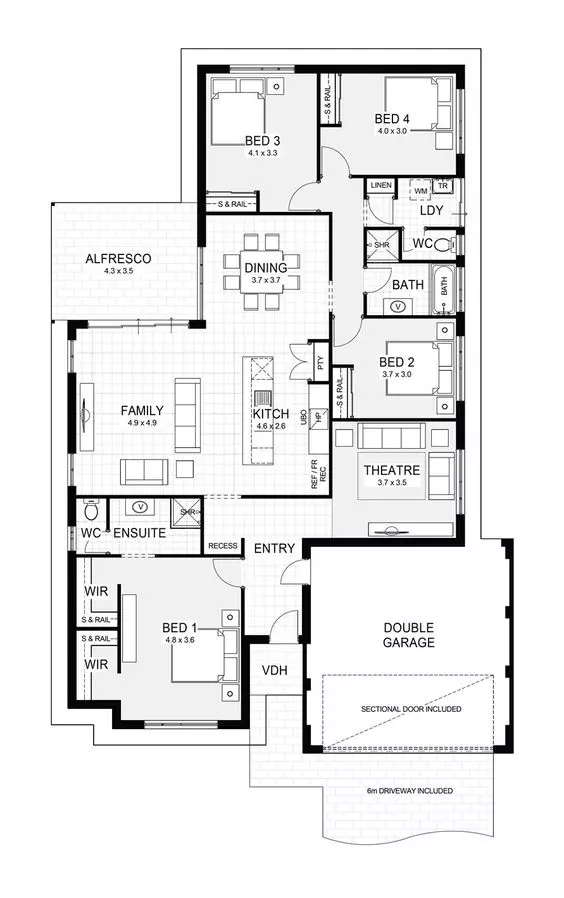 S & RAIL
BED 4
4.0 x 3.0
BED 3
4.1 x 3.3
LINEN
WM
TR
LDY
S & RAIL
WC
SHR
ALFRESCO
4.3 x 3.5
DINING
3.7 x 3.7
BATH
BATH
V
BED 2
3.7 x 3.0
PTY
S & RAIL
FAMILY
4.9 x 4.9
KITCH
4.6 x 2.6
UBO
HP
REF / FR
REC
THEATRE
3.7 x 3.5
WC
V
ENSUITE
SHR
RECESS
ENTRY
WIR
S & RAIL
S & RAIL
WIR
BED 1
4.8 x 3.6
VDH
DOUBLE
GARAGE
SECTIONAL DOOR INCLUDED
6m DRIVEWAY INCLUDED